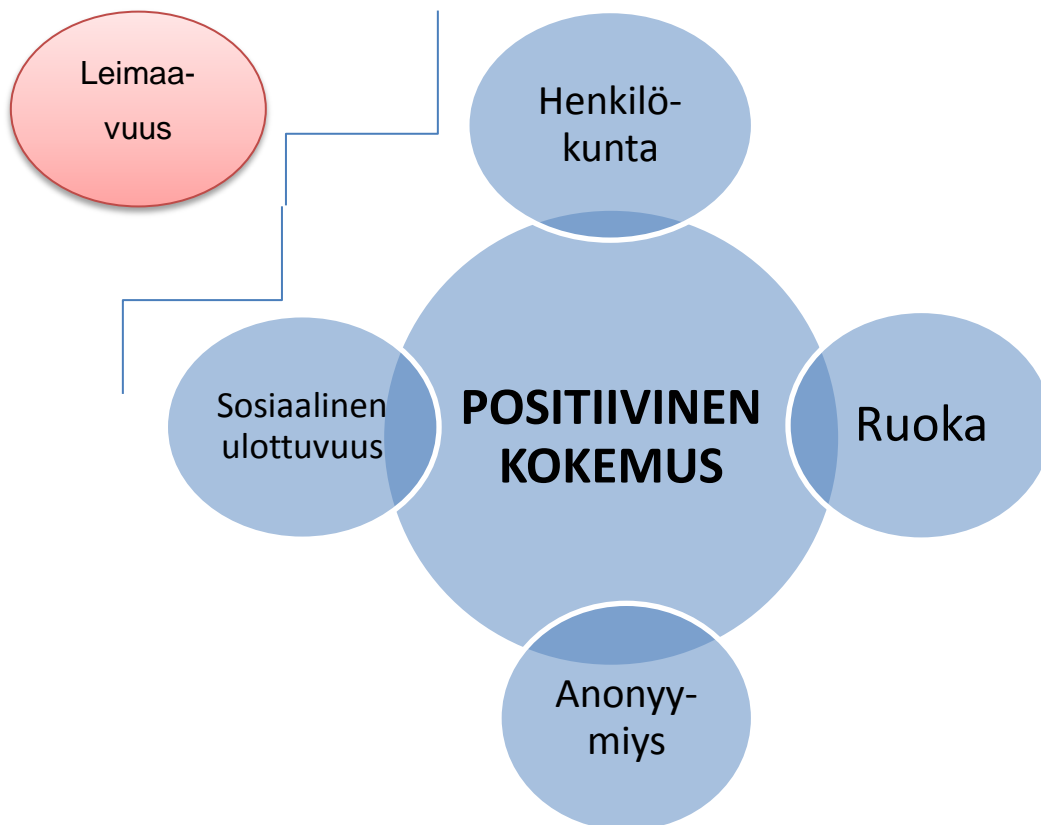 Leimaa-
vuus
Henkilö-
kunta
Sosiaalinen
ulottuvuus
POSITIIVINEN
KOKEMUS
Ruoka
Anonyy-
miys